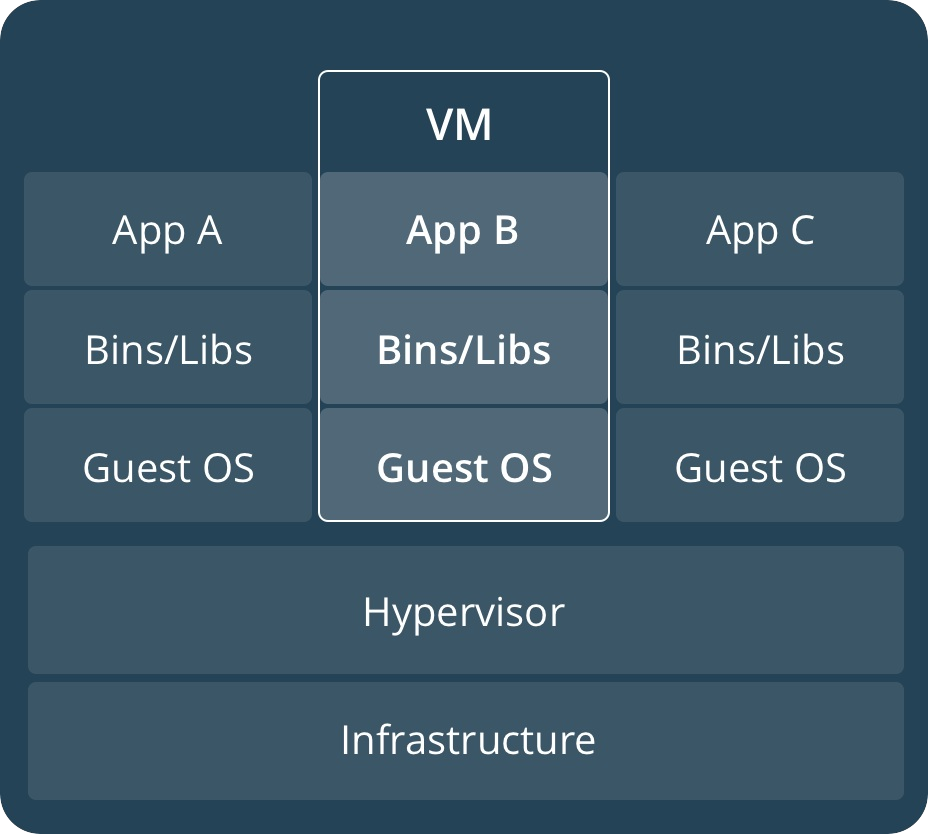 VM
App A
App B
App C
Bins/Libs
Bins/Libs
Bins/Libs
Guest OS
Guest OS
Guest OS
Hypervisor
Infrastructure